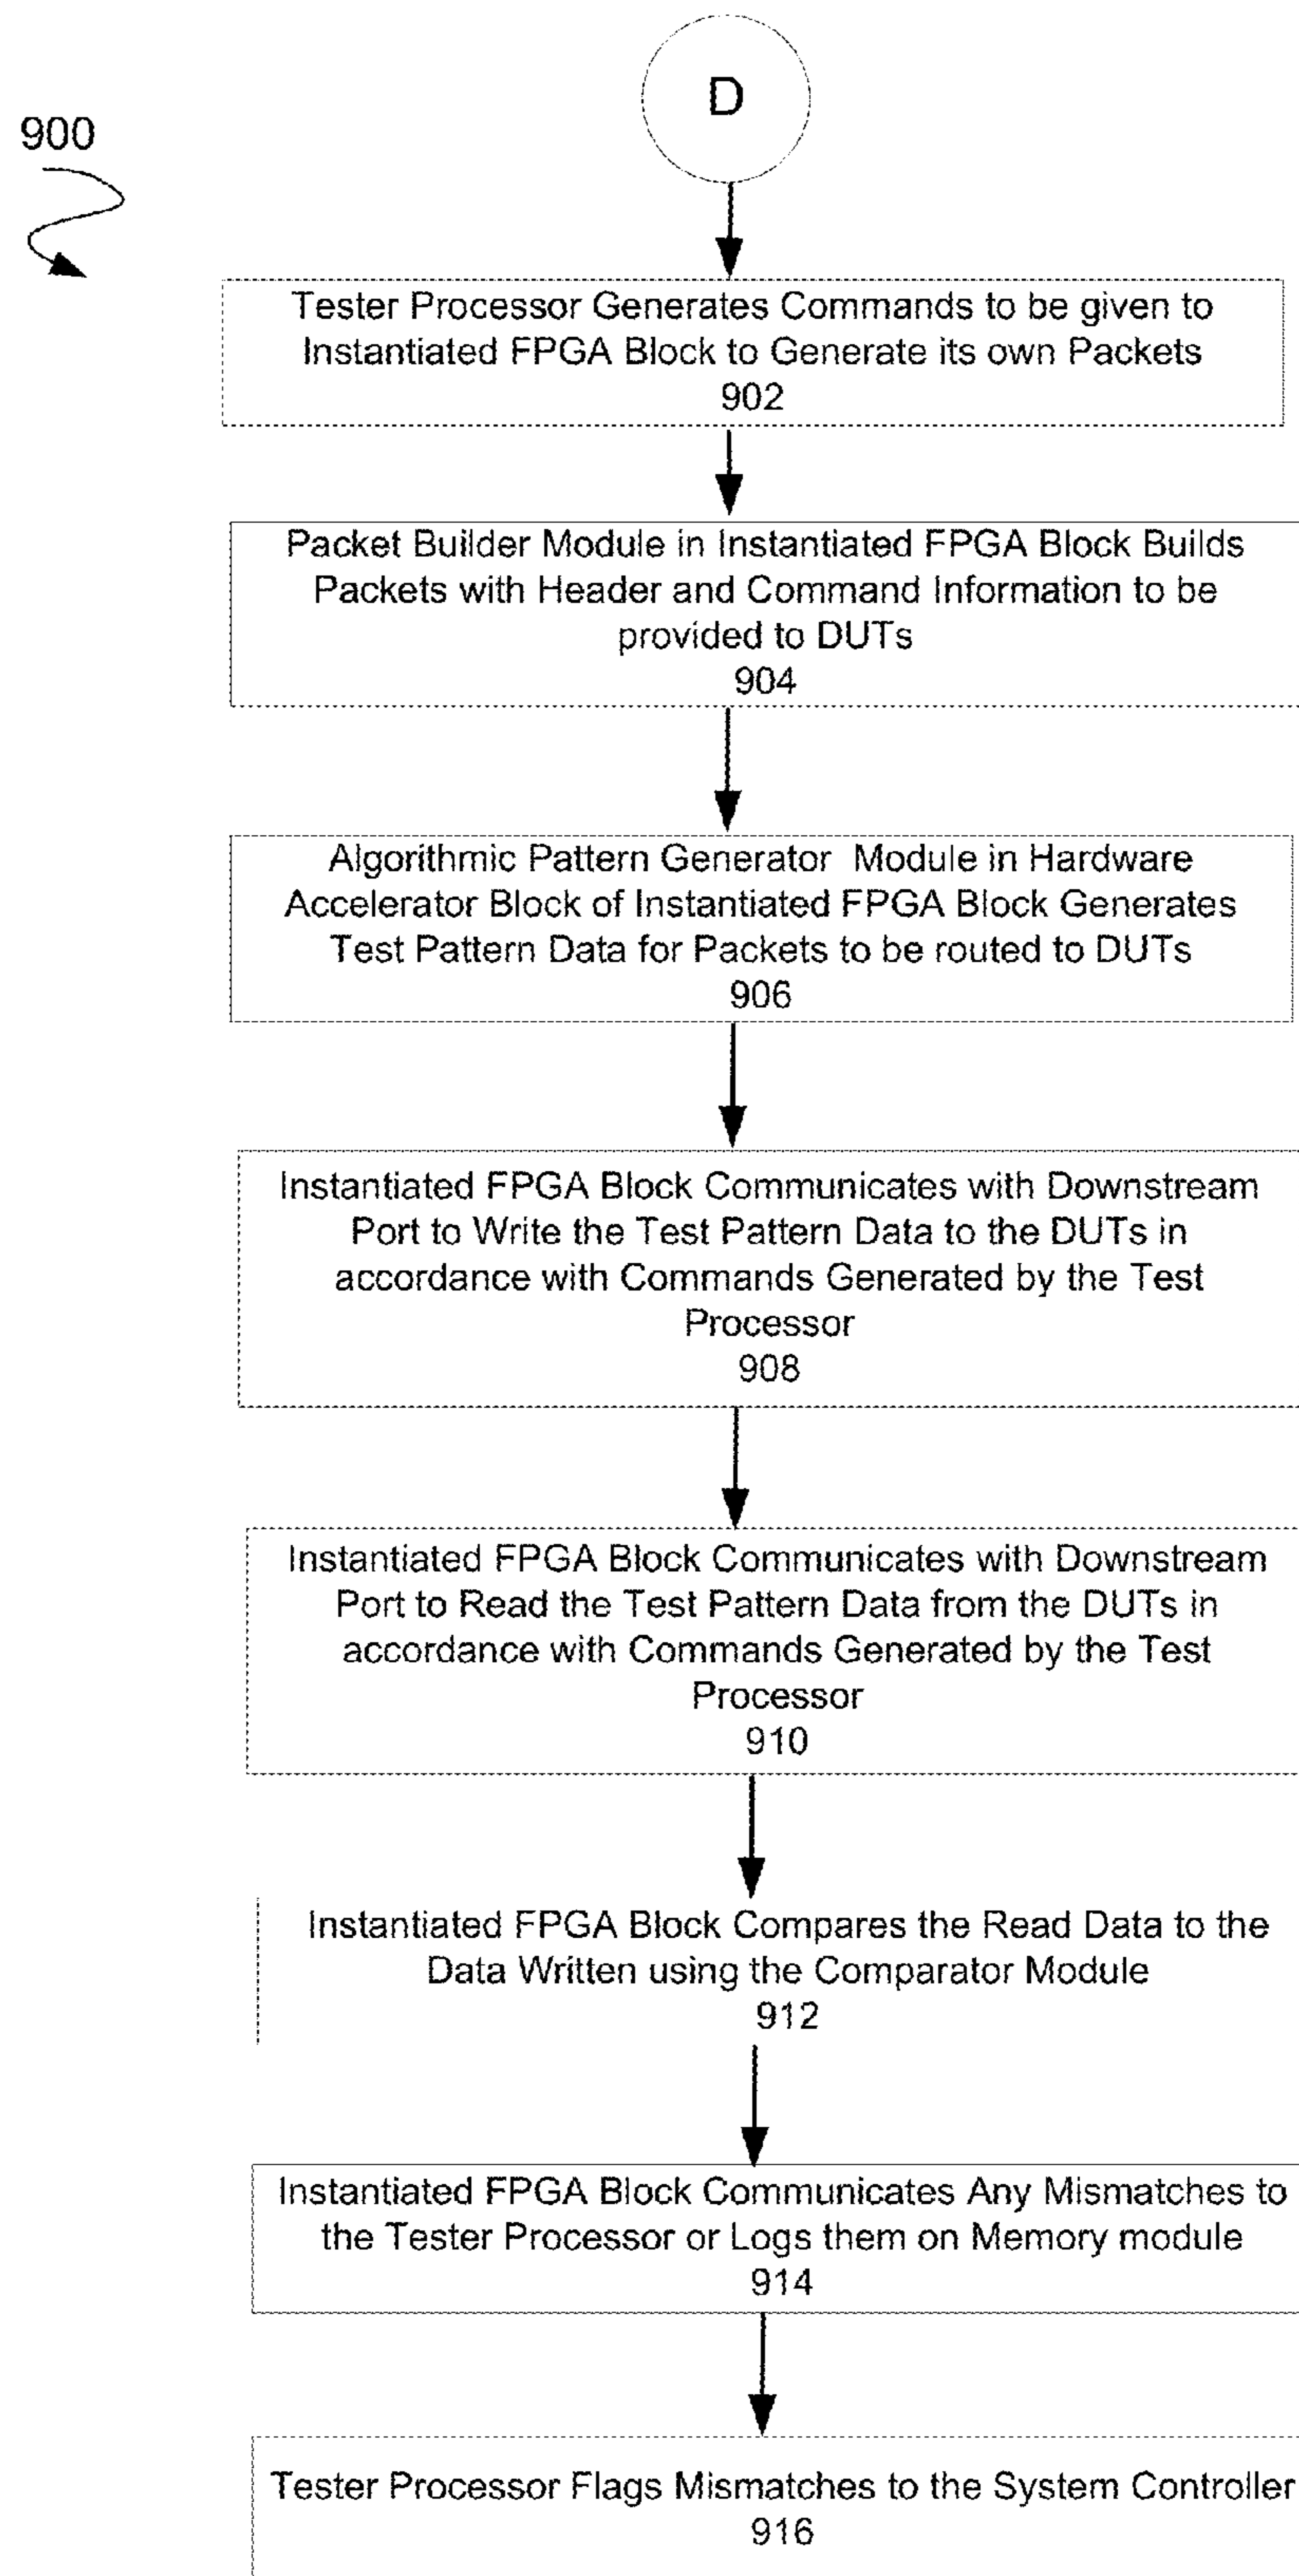 D
900
Tester Processor Generates Commands to be given to
Instantiated FPGA Block to Generate its own Packets
902
Packet Builder Module in Instantiated FPGA Block Builds
Packets with Header and Command Information to be
provided to DUTs
904
Algorithmic Pattern Generator Module in Hardware
Accelerator Block of Instantiated FPGA Block Generates
Test Pattern Data for Packets to be routed to DUTs
906
Instantiated FPGA Block Communicates with Downstream
Port to Write the Test Pattern Data to the DUTs in
accordance with Commands Generated by the Test
Processor
908
Instantiated FPGA Block Communicates with Downstream
Port to Read the Test Pattern Data from the DUTs in
accordance with Commands Generated by the Test
Processor
910
Instantiated FPGA Block Compares the Read Data to the
Data Written using the Comparator Module
912
Instantiated FPGA Block Communicates Any Mismatches to
the Tester Processor or Logs them on Memory module
914
Tester Processor Flags Mismatches to the System Controller
916